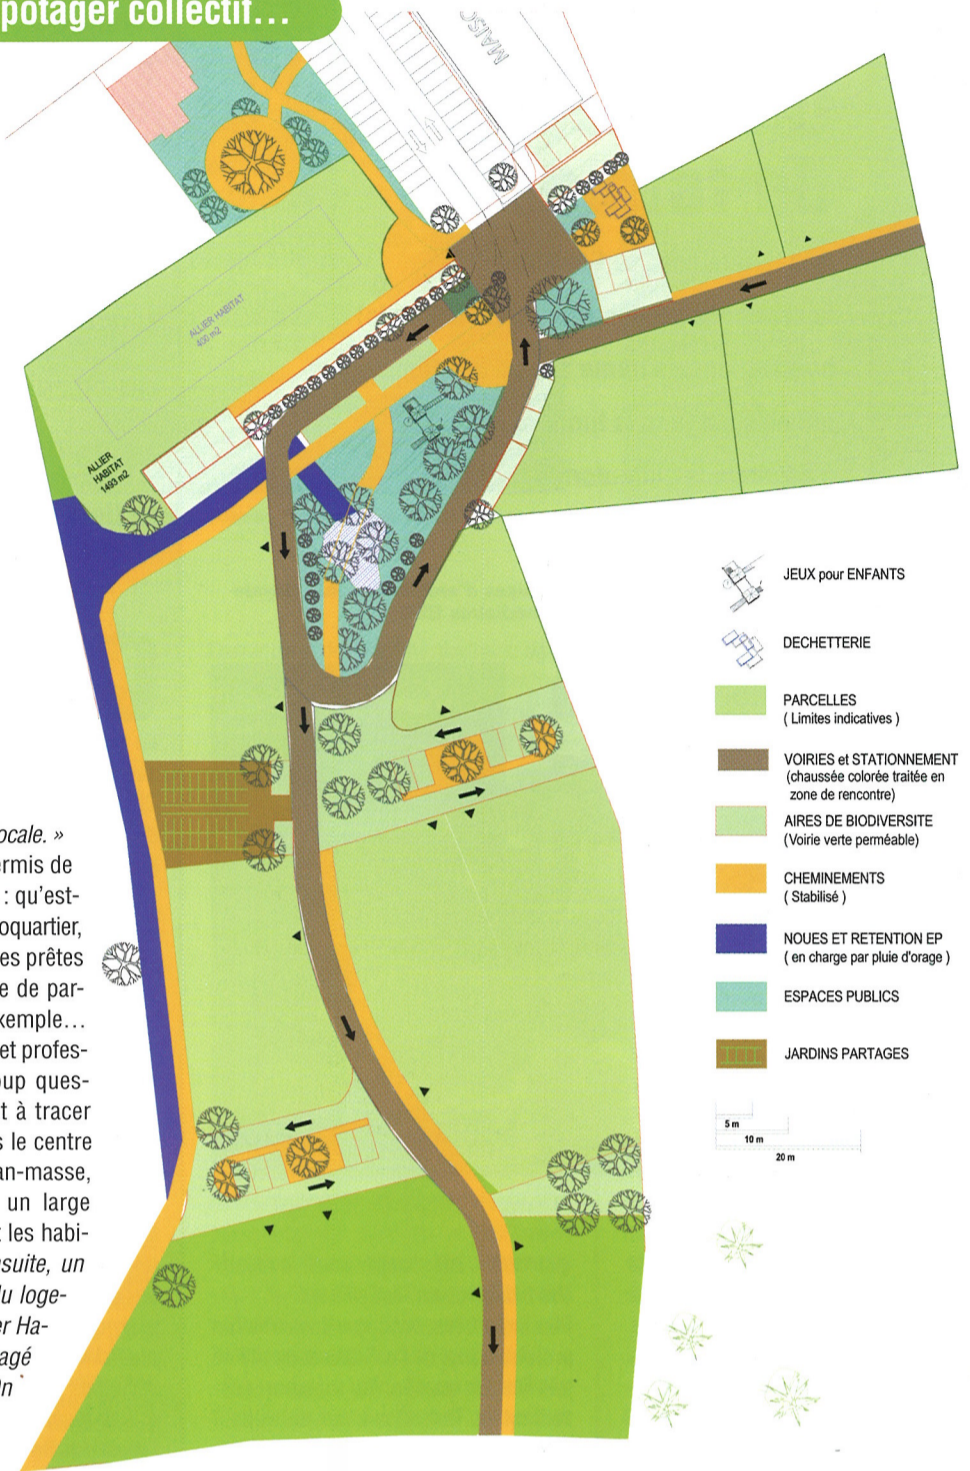 potager collectif…
MAISO
ALLIER HABITAT
400 m2
ALLIER
HABITAT
1493 m2
JEUX pour ENFANTS
DECHETTERIE
PARCELLES
( Limites indicatives )
VOIRIES et STATIONNEMENT
(chaussée colorée traitée en
zone de rencontre)
AIRES DE BIODIVERSITE
(Voirie verte perméable)
CHEMINEMENTS
( Stabilisé )
NOUES ET RETENTION EP
( en charge par pluie d'orage )
ESPACES PUBLICS
JARDINS PARTAGES
5 m
10 m
20 m
ocale. »
ermis de
: qu'est-
oquartier,
es prêtes
e de par-
xemple…
et profes-
up ques-
t à tracer
s le centre
an-masse,
un large
t les habi-
suite, un
du loge-
er Ha-
agé
n